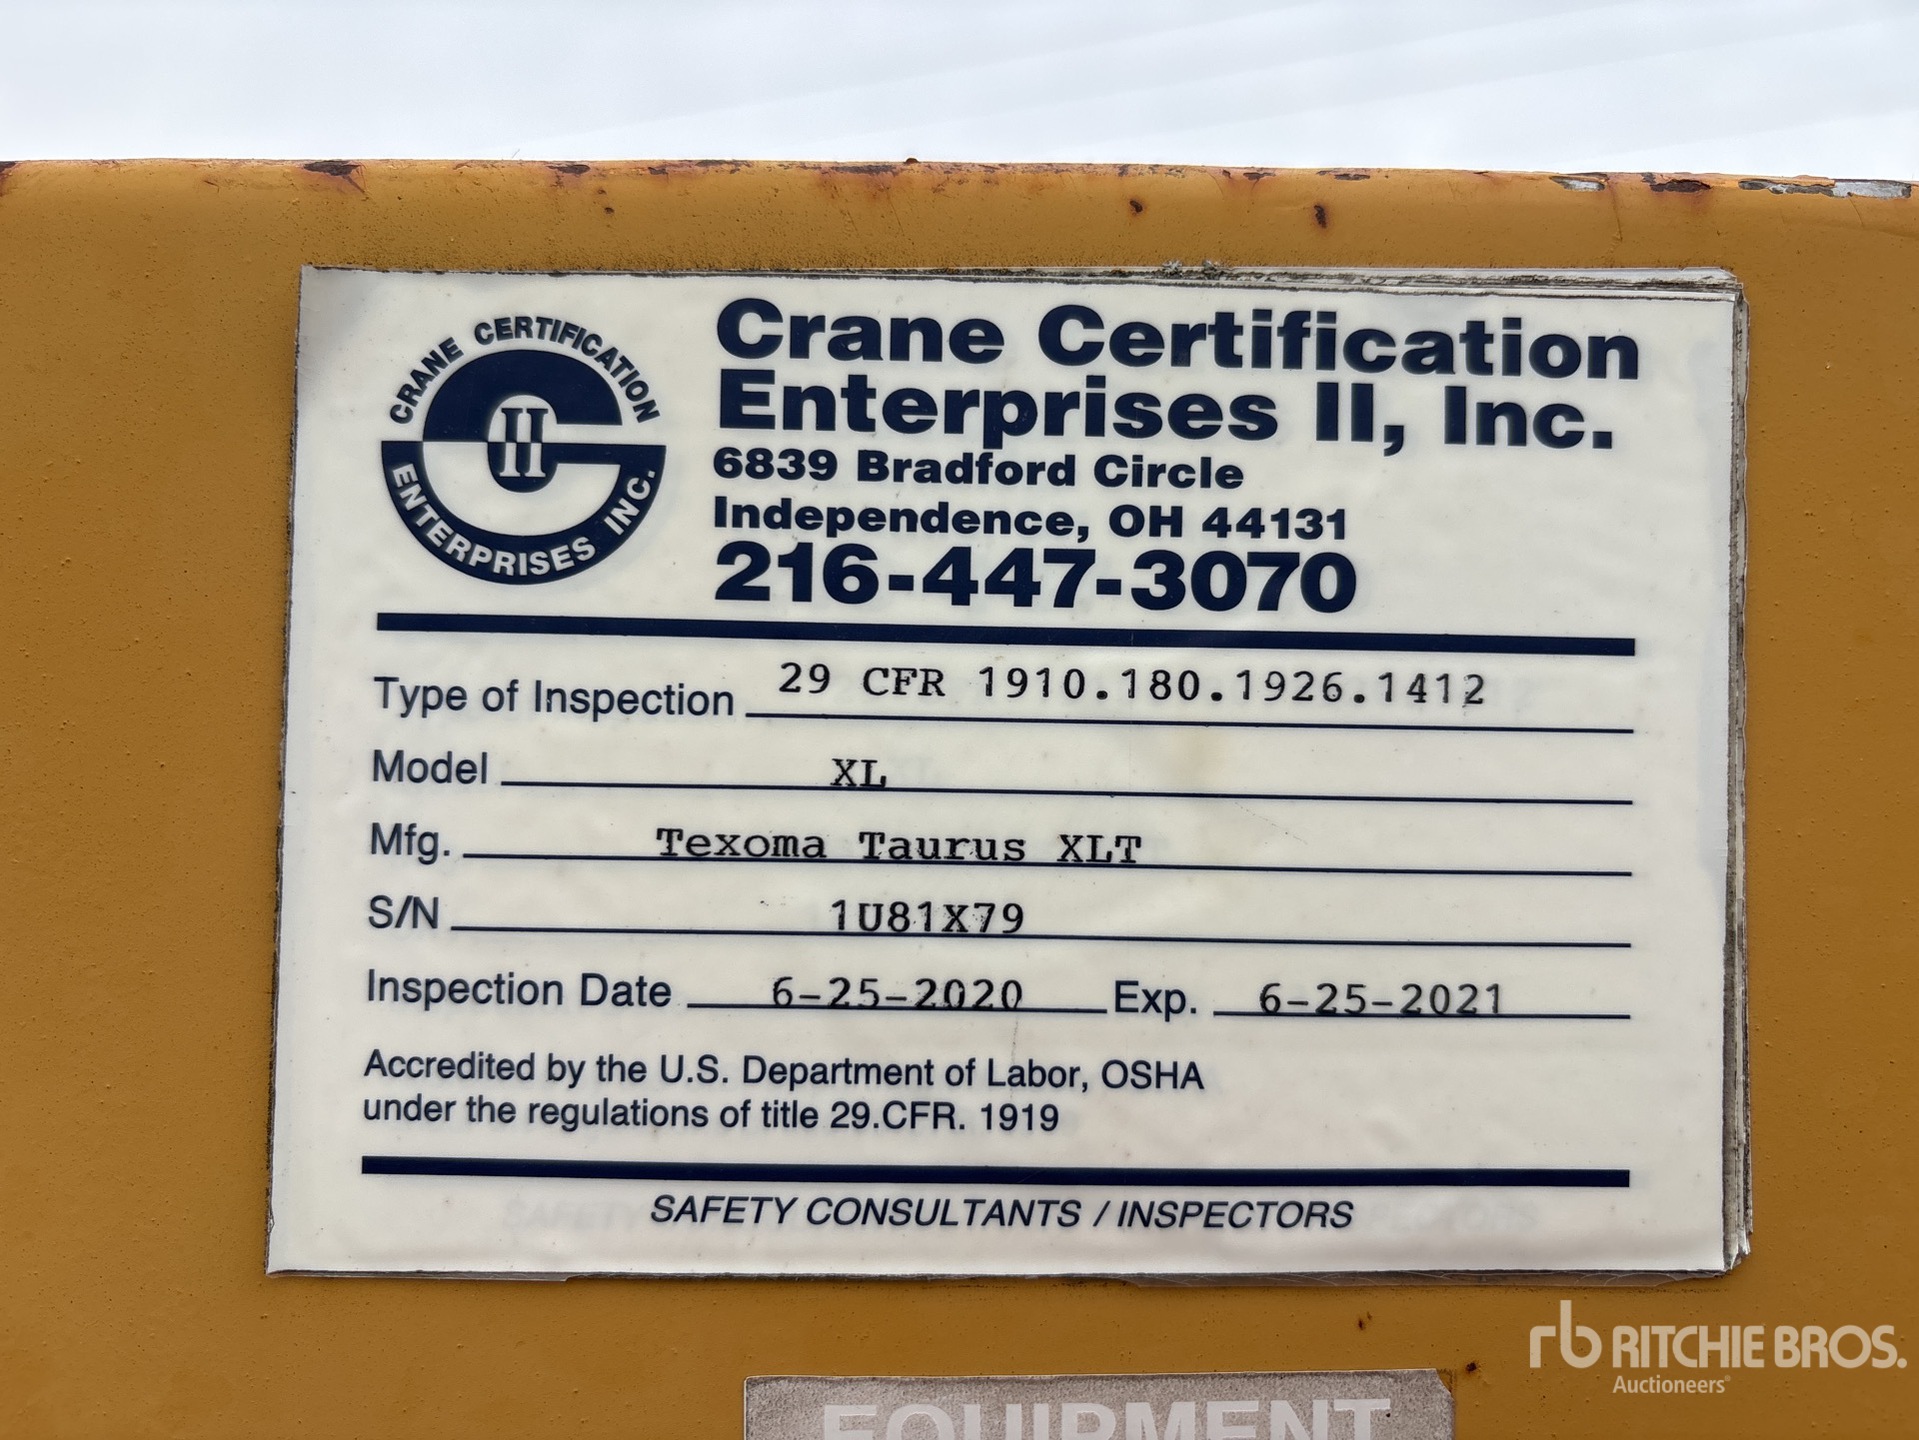 CRANE CERTIFICATION
II
ENTERPRISES INC.
Crane Certification
Enterprises II, Inc.
6839 Bradford Circle
Independence, OH 44131
216-447-3070
Type of Inspection 29 CFR 1910.180.1926.1412
Model XL
Mfg. Texoma Taurus XLT
S/N 1U81X79
Inspection Date 6-25-2020 Exp. 6-25-2021
Accredited by the U.S. Department of Labor, OSHA
under the regulations of title 29.CFR. 1919
SAFETY CONSULTANTS / INSPECTORS
rb RITCHIE BROS.
Auctioneers®
EQUIPMENT